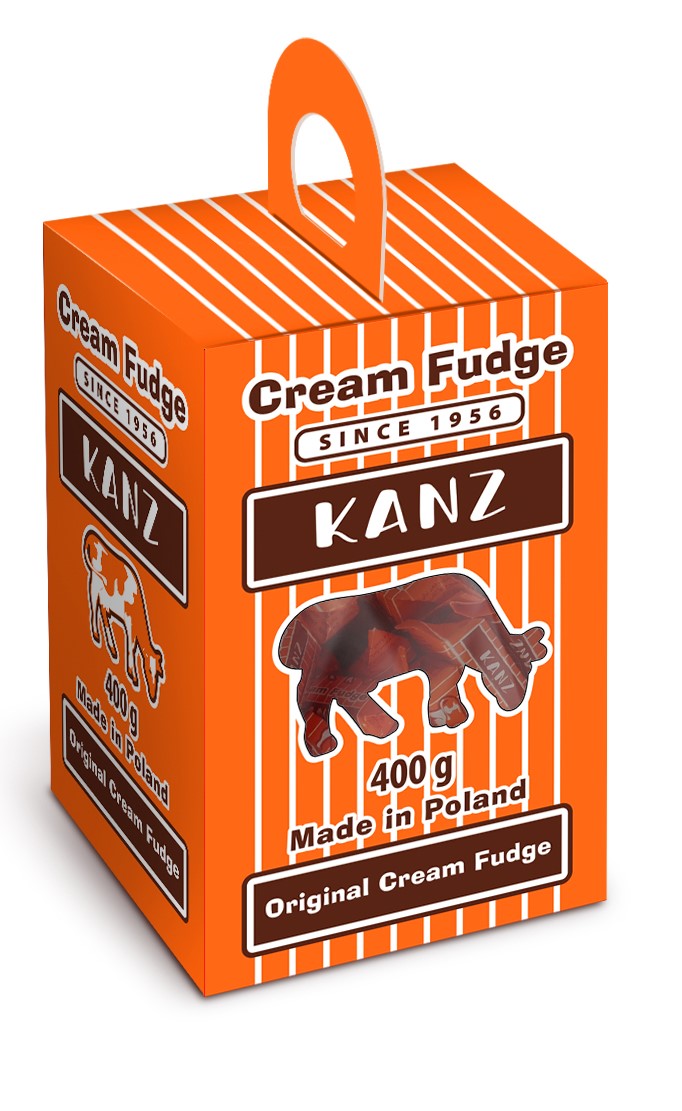 Cream Fudge
SINCE 1956
KANZ
400 g
Made in Poland
Original Cream Fudge
Cream Fudge
SINCE 1956
KANZ
KANZ
400 g
Made in Poland
Original Cream Fudge